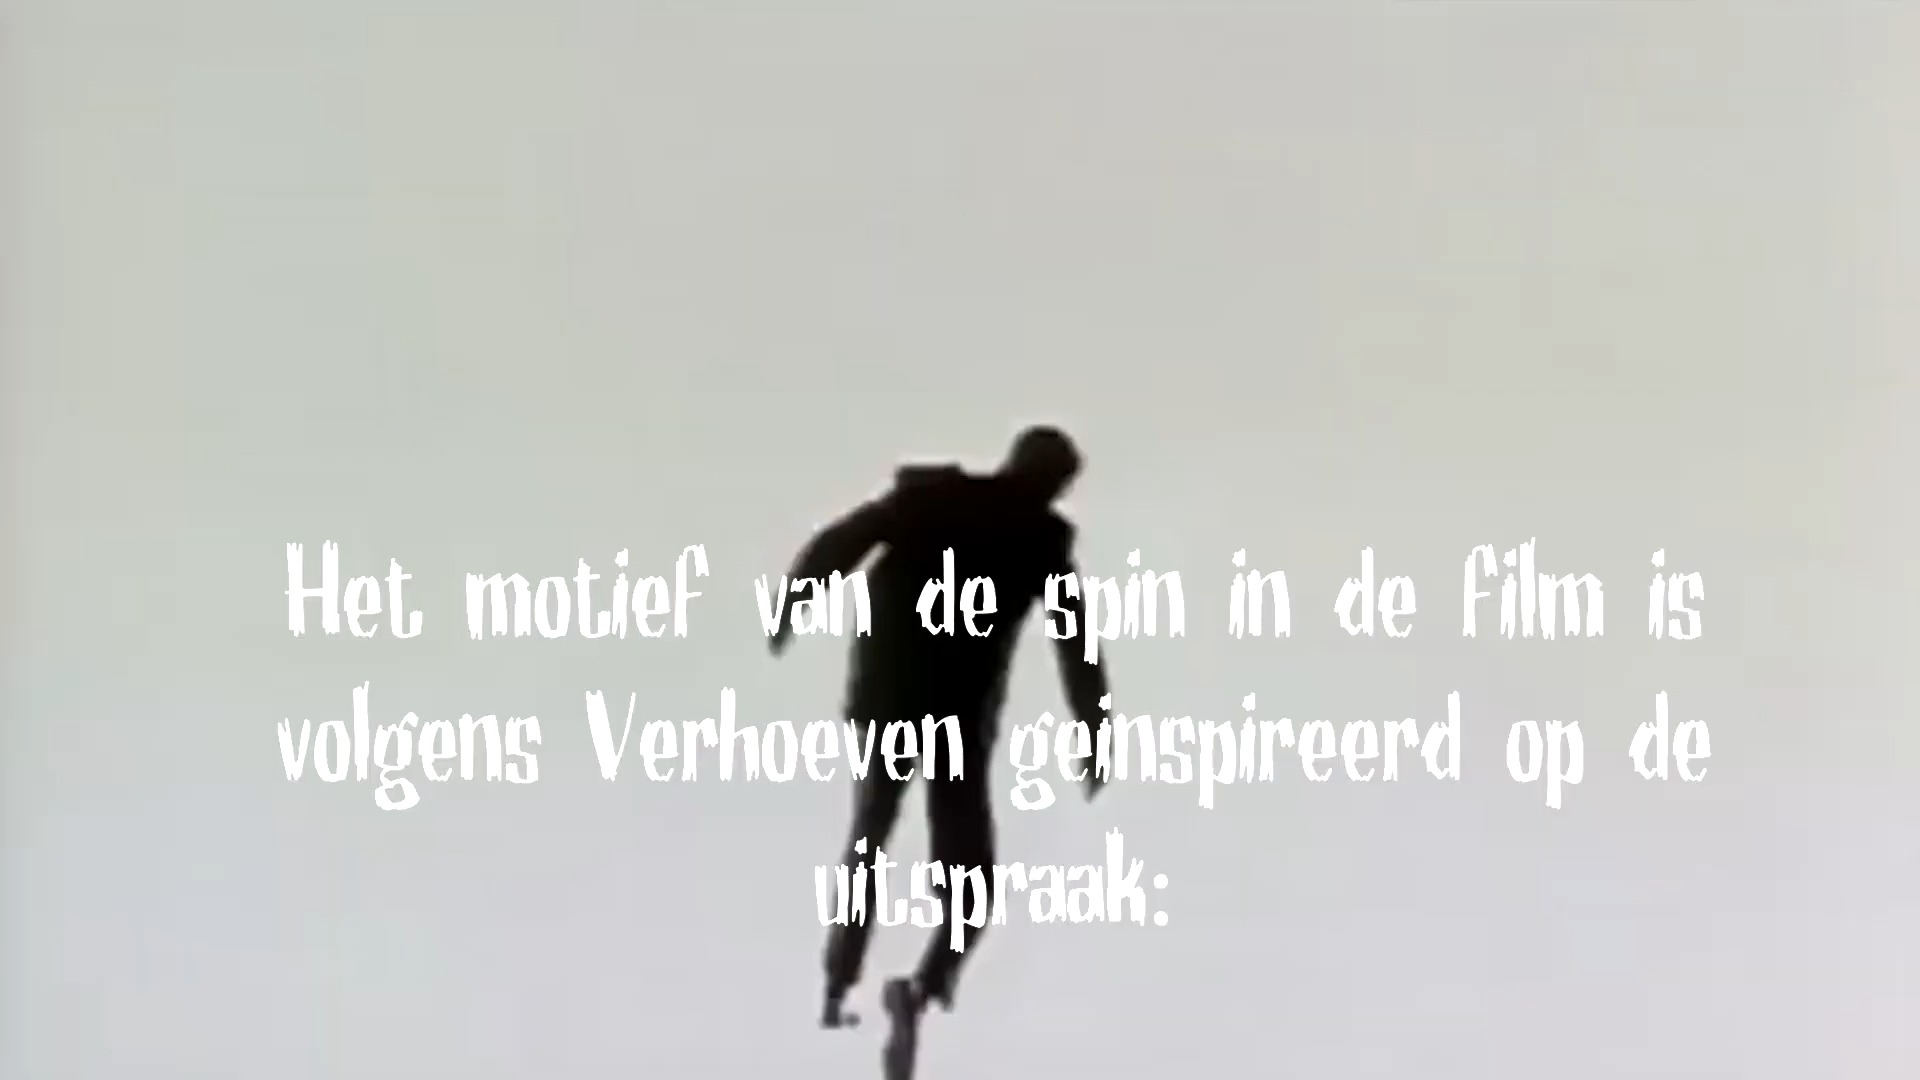 Het motief van de spin in de film is
volgens Verhoeven geinspireerd op de
uitspraak: